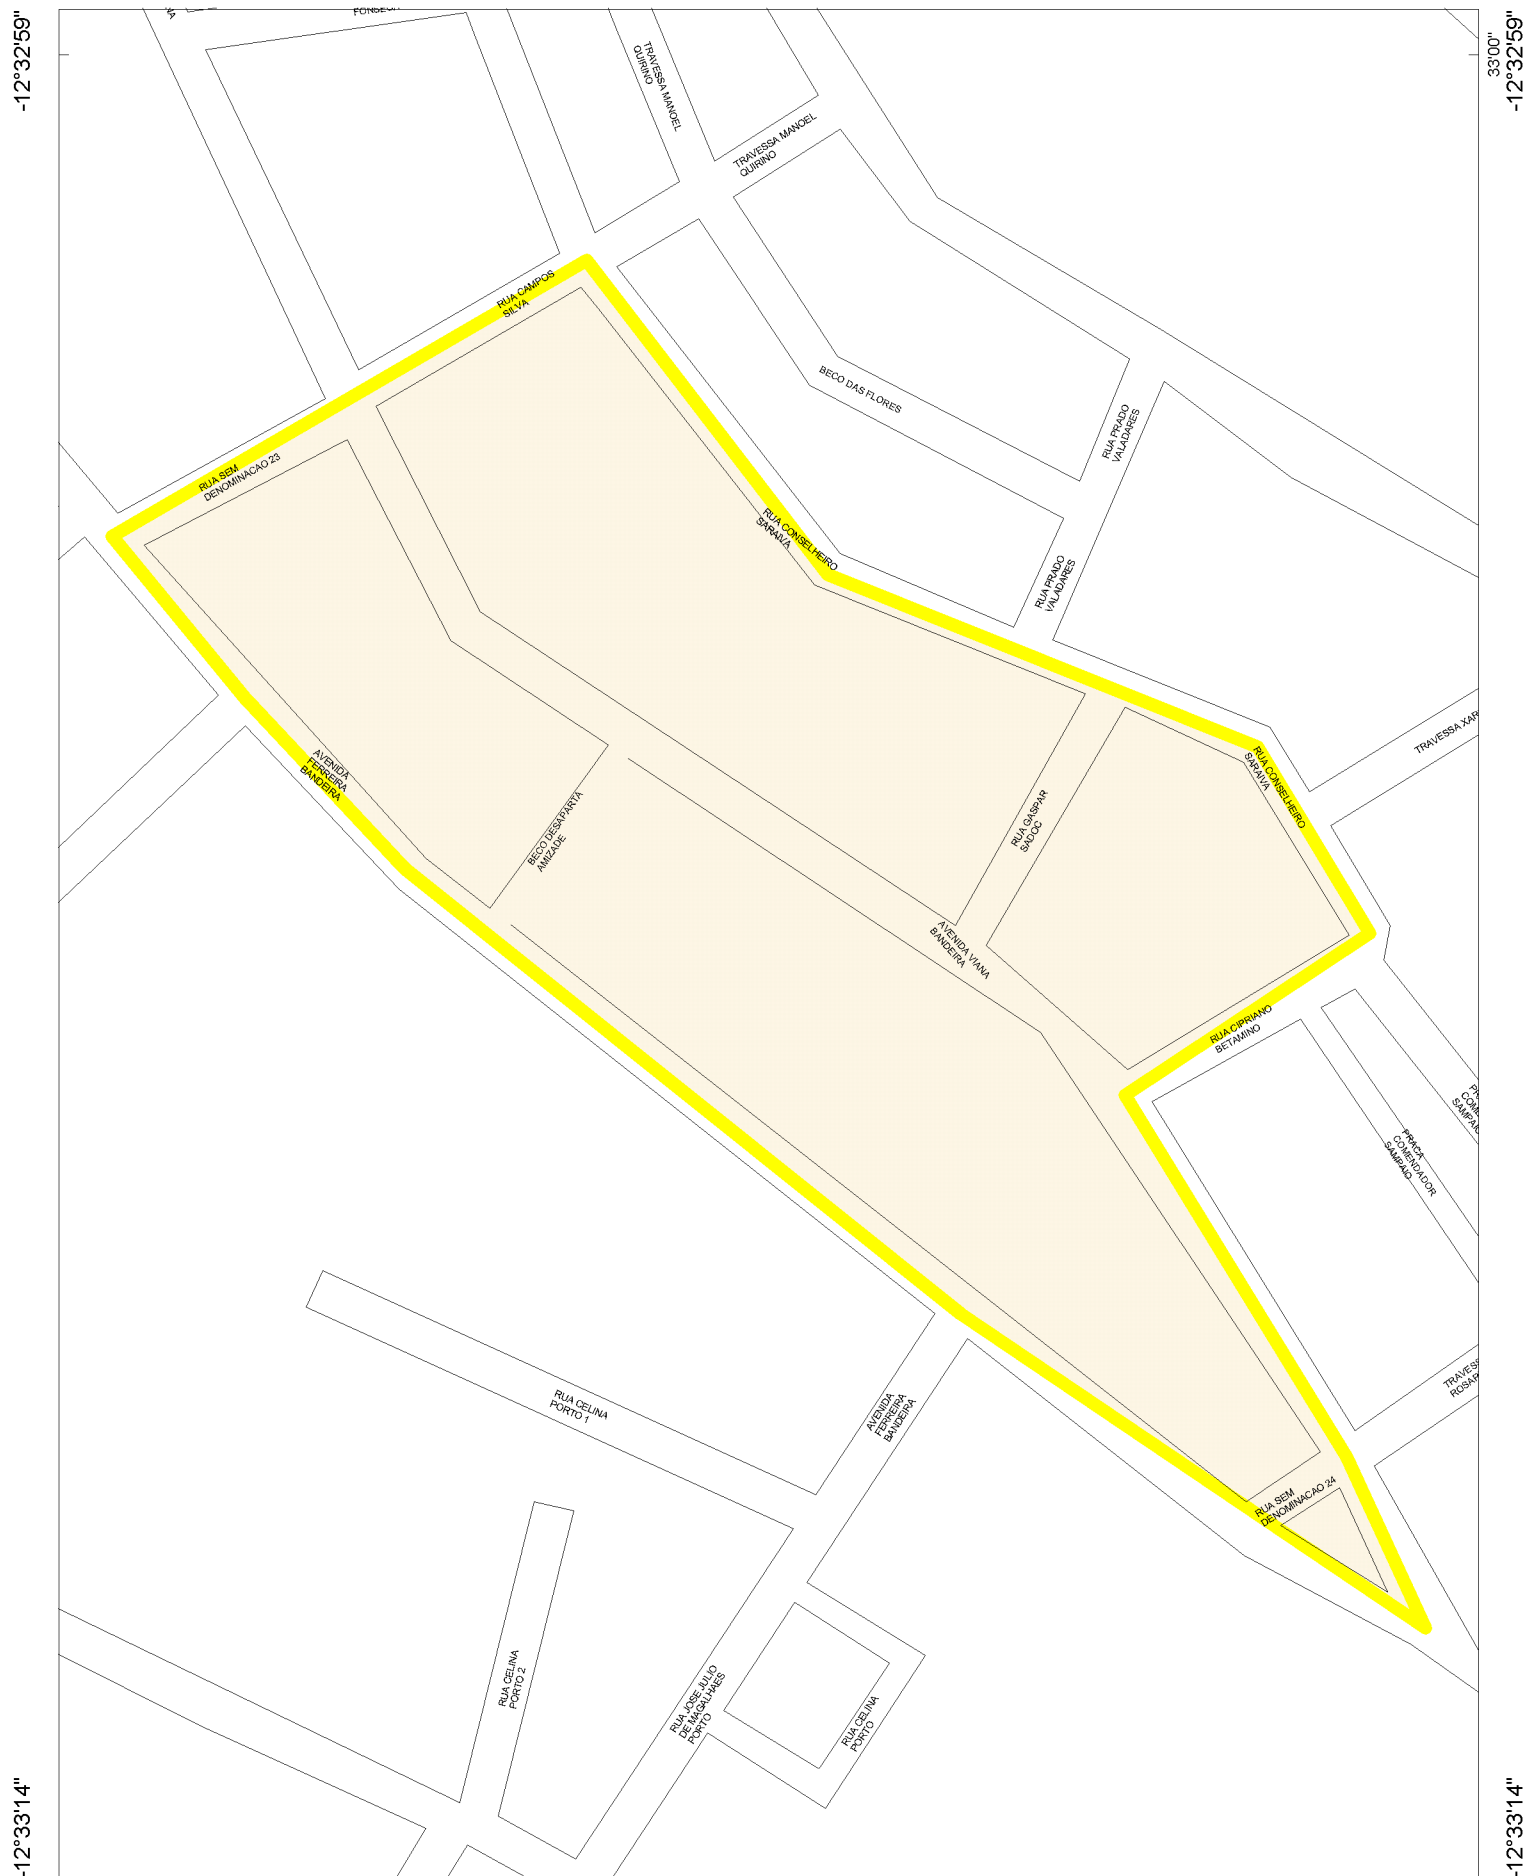 -12°32'59"
-12°32'59"
33'00"
NA
TRAVESSA MANOEL
QUIRINO
TRAVESSA MANOEL
QUIRINO
RUA CAMPOS
SILVA
BECO DAS FLORES
RUA PRADO
VALADARES
RUA SEM
DENOMINACAO 23
RUA CONSELHEIRO
SARAIVA
RUA PRADO
VALADARES
TRAVESSA XAR
AVENIDA
FERREIRA
BANDEIRA
RUA CONSELHEIRO
SARAIVA
BECO DESAPARTA
AMIZADE
RUA GASPAR
SADOC
AVENIDA VIANA
BANDEIRA
RUA CIPRIANO
BETAMINO
SAMPAIO
PRACA
COMENDADOR
SAMPAIO
TRAVESS
ROSAR
RUA CELINA
PORTO 1
AVENIDA
FERREIRA
BANDEIRA
RUA SEM
DENOMINACAO 24
RUA CELINA
PORTO 2
RUA JOSE JULIO
DE MAGALHAES
PORTO
RUA CELINA
PORTO
-12°33'14"
-12°33'14"